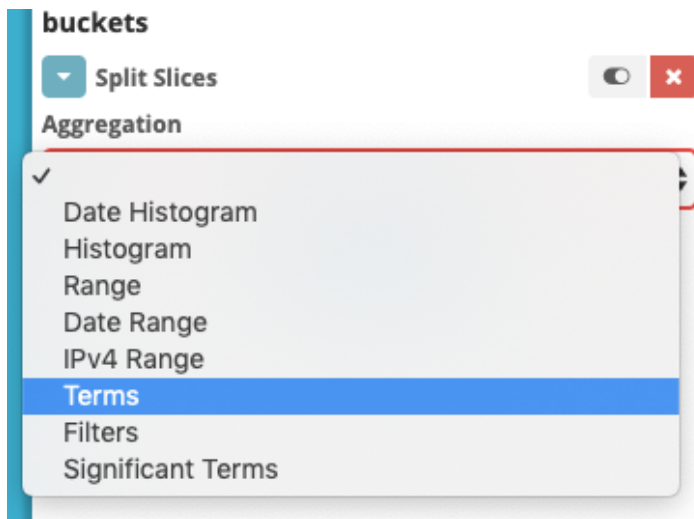 buckets
Split Slices
Aggregation
Date Histogram
Histogram
Range
Date Range
IPv4 Range
Terms
Filters
Significant Terms